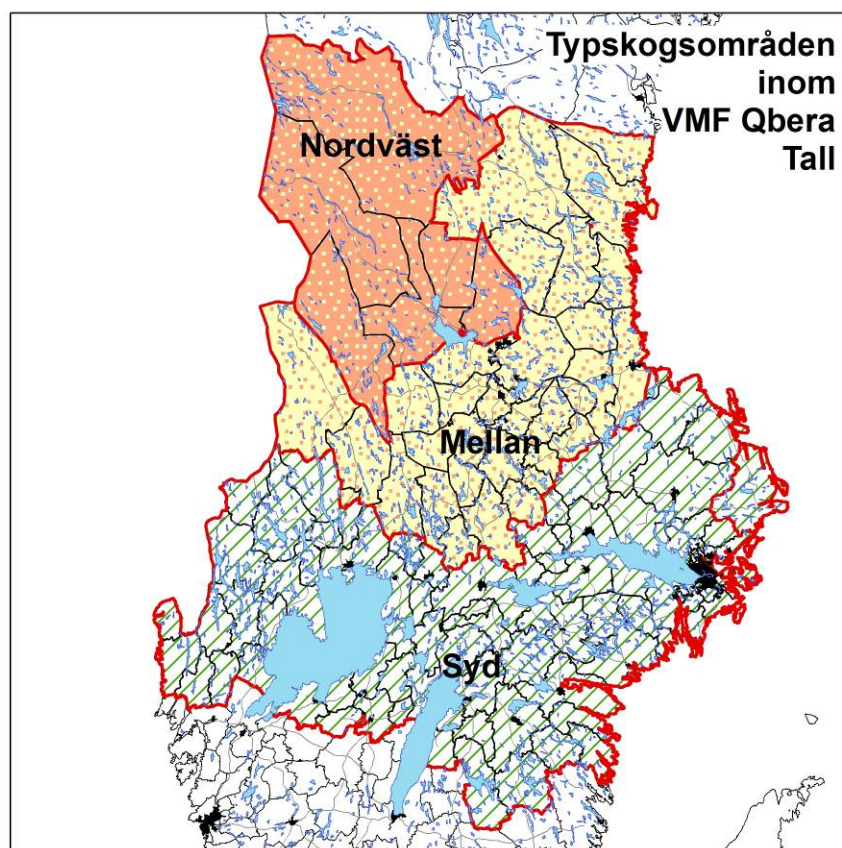 Typskogsområden
inom
VMF Qbera
Tall
Nordväst
Mellan
Syd